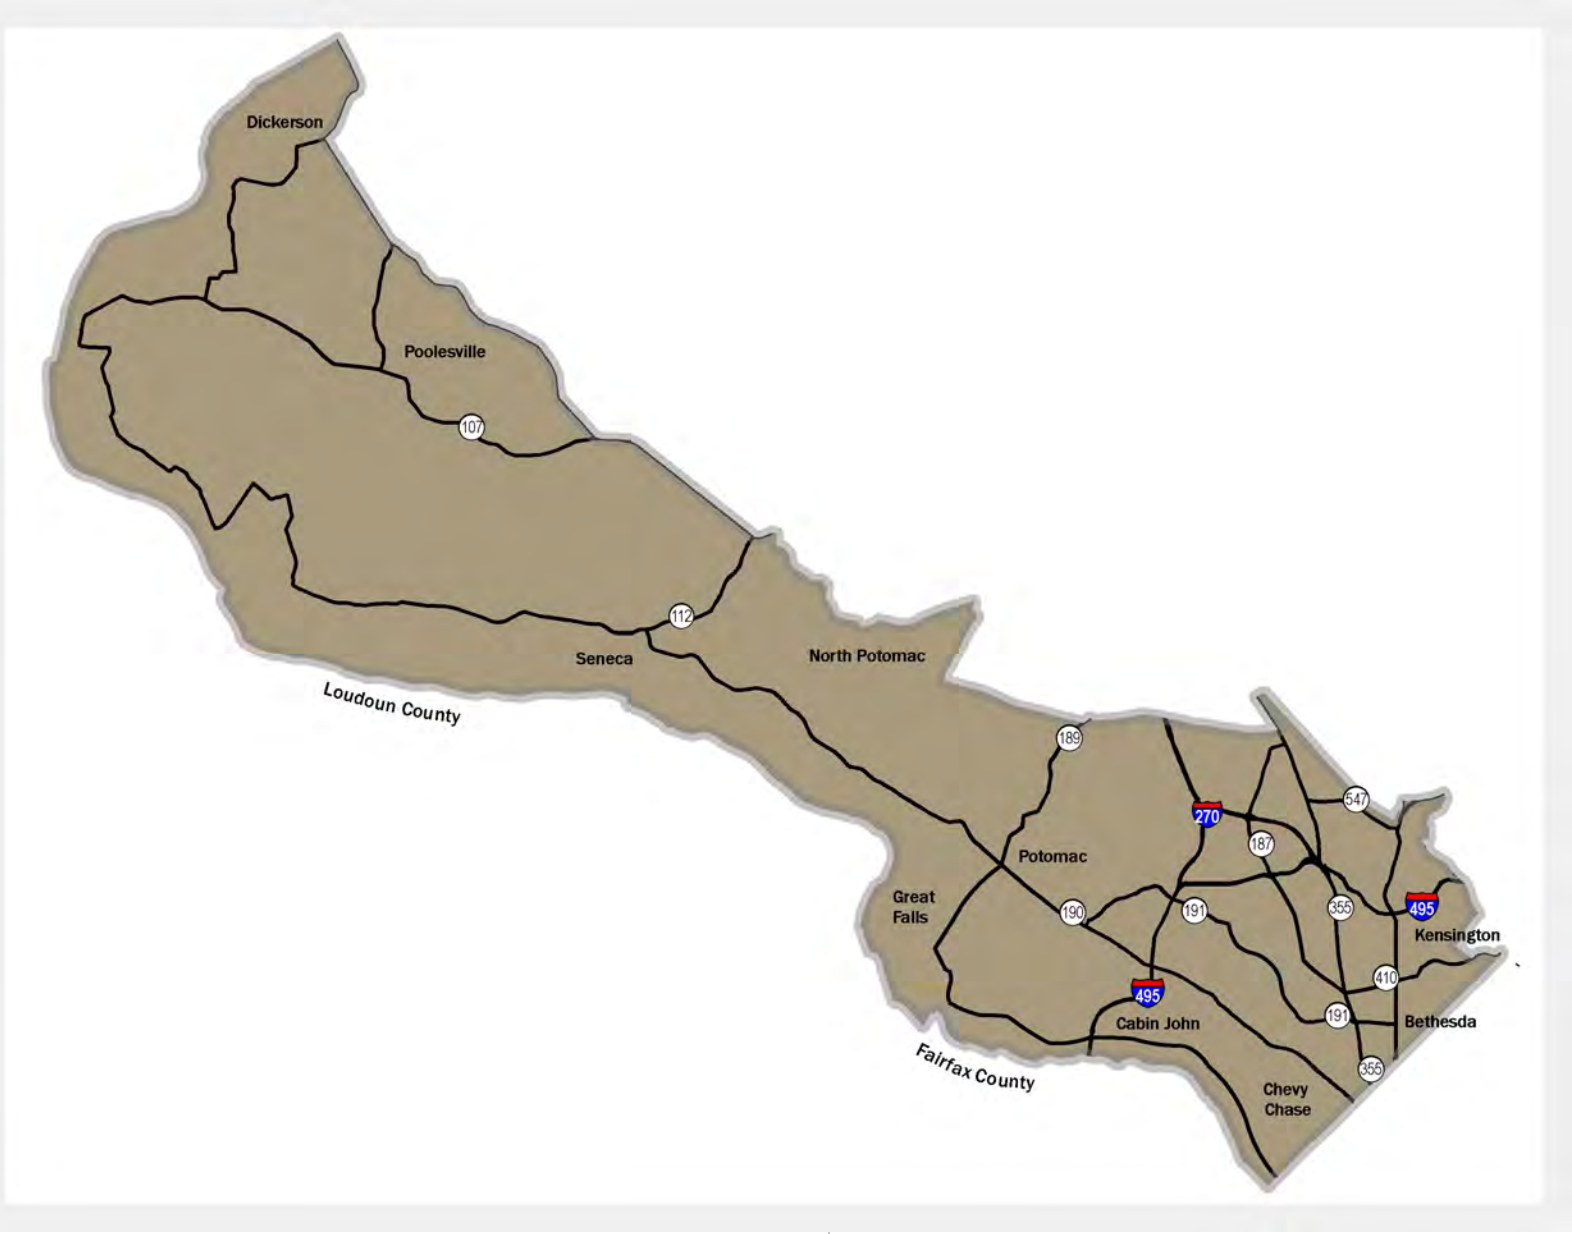 Dickerson
Poolesville
107
112
Seneca
North Potomac
Loudoun County
189
547
270
187
Potomac
Great
Falls
190
191
355
495
Kensington
410
495
191
Cabin John
Bethesda
Fairfax County
355
Chevy
Chase